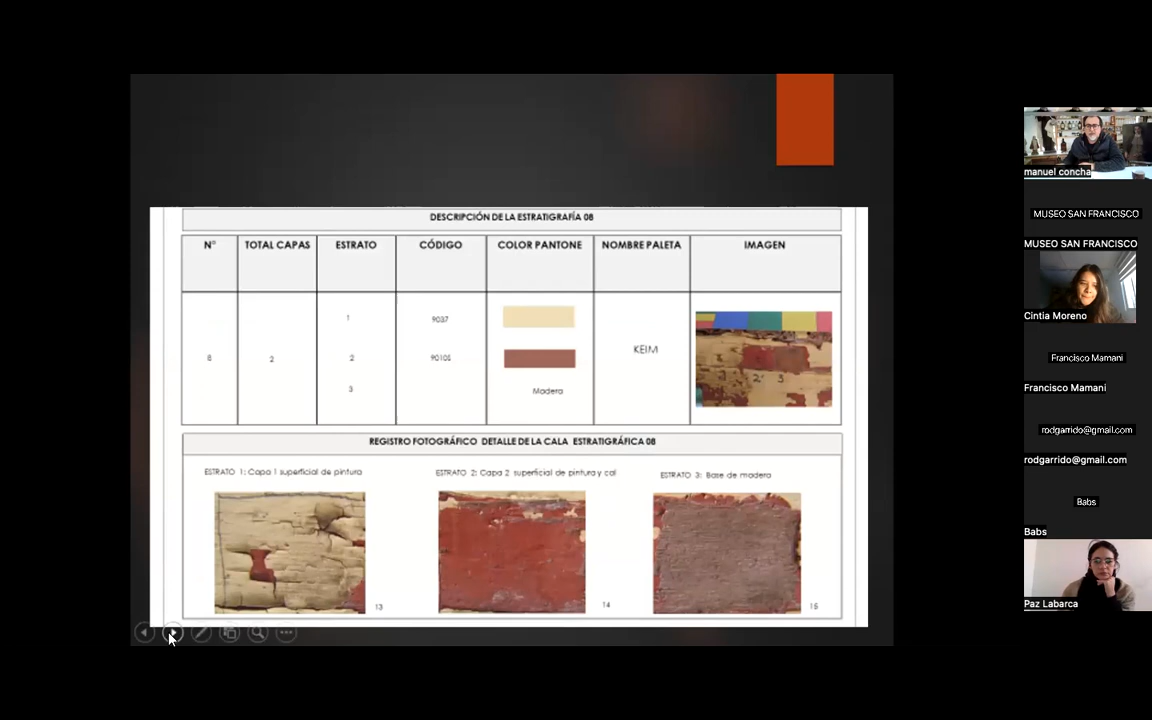 DESCRIPCIÓN DE LA ESTRATIGRAFÍA 08
N° TOTAL CAPAS ESTRATO CÓDIGO COLOR PANTONE NOMBRE PALETA IMAGEN
1 9037
8 2 2 9010S KEIM
3 Madera
2 3
REGISTRO FOTOGRÁFICO DETALLE DE LA CALA ESTRATIGRÁFICA 08
ESTRATO 1: Capa 1 superficial de pintura
ESTRATO 2: Capa 2 superficial de pintura y cal
ESTRATO 3: Base de madera
13
14
15
manuel concha
MUSEO SAN FRANCISCO
MUSEO SAN FRANCISCO
Cintia Moreno
Francisco Mamani
Francisco Mamani
rodgarrido@gmail.com
rodgarrido@gmail.com
Babs
Babs
Paz Labarca